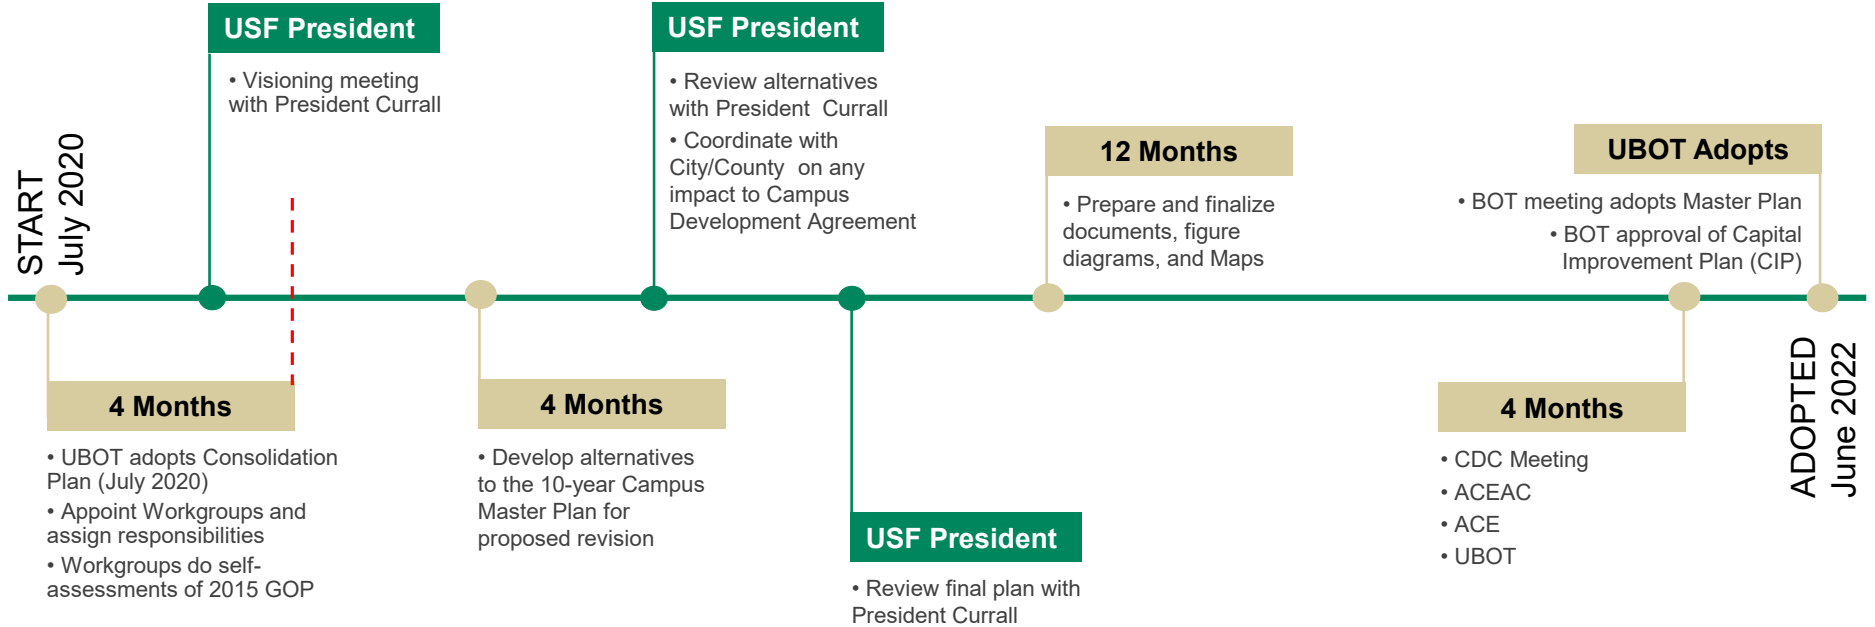 START
July 2020
USF President
• Visioning meeting
with President Currall
4 Months
• UBOT adopts Consolidation
Plan (July 2020)
• Appoint Workgroups and
assign responsibilities
• Workgroups do self-
assessments of 2015 GOP
4 Months
• Develop alternatives
to the 10-year Campus
Master Plan for
proposed revision
USF President
• Review alternatives
with President Currall
• Coordinate with
City/County on any
impact to Campus
Development Agreement
USF President
• Review final plan with
President Currall
12 Months
• Prepare and finalize
documents, figure
diagrams, and Maps
4 Months
• CDC Meeting
• ACEAC
• ACE
• UBOT
UBOT Adopts
• BOT meeting adopts Master Plan
• BOT approval of Capital
Improvement Plan (CIP)
ADOPTED
June 2022